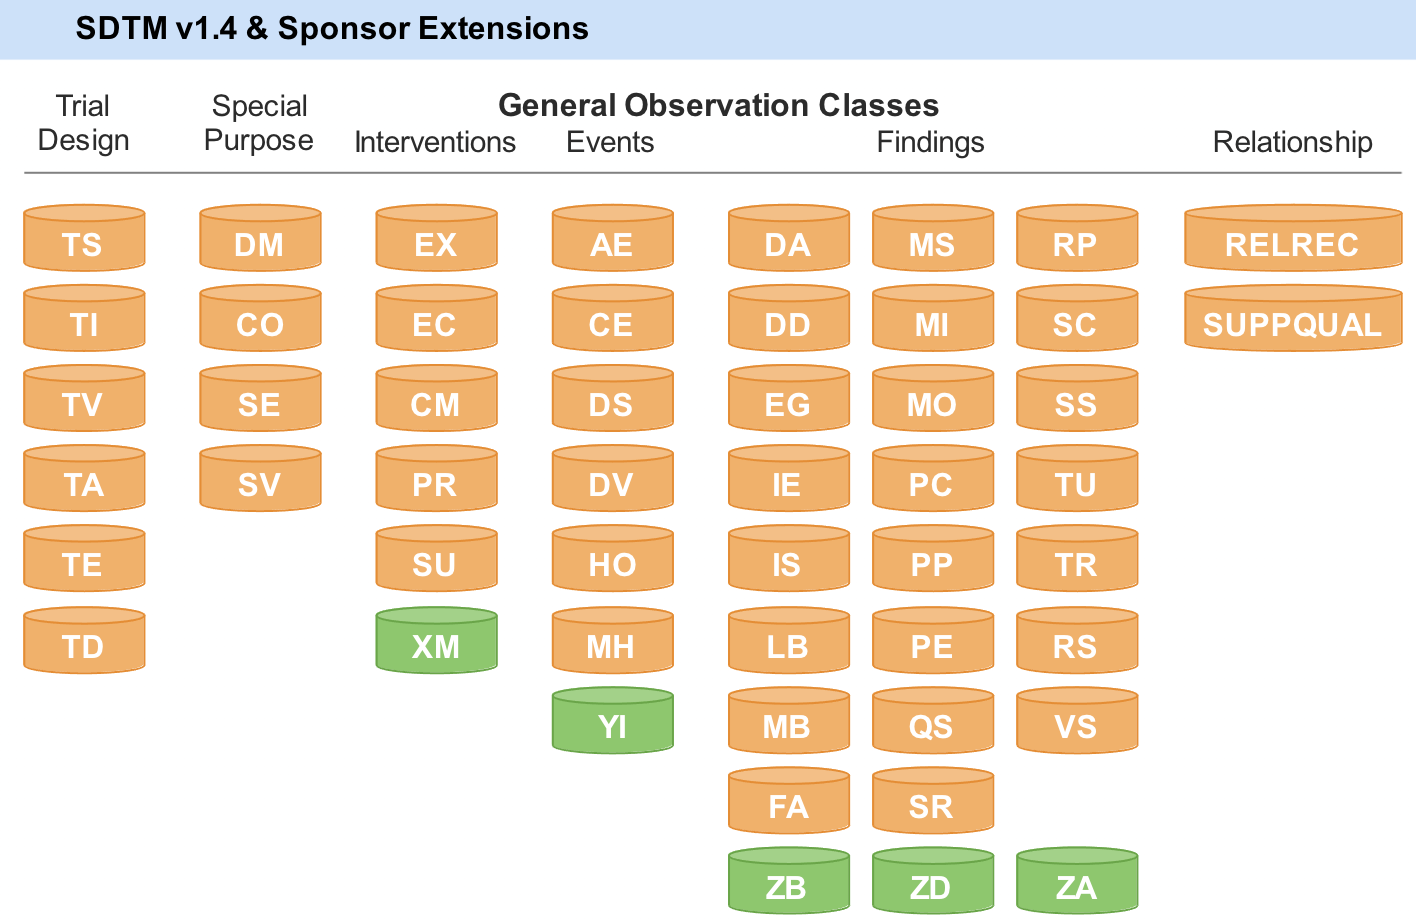 SDTM v1.4 & Sponsor Extensions
Trial Design
Special Purpose
General Observation Classes
Interventions Events Findings
Relationship
TS DM EX AE DA MS RP RELREC
TI CO EC CE DD MI SC SUPPQUAL
TV SE CM DS EG MO SS
TA SV PR DV IE PC TU
TE SU HO IS PP TR
TD XM MH LB PE RS
YI MB QS VS
FA SR
ZB ZD ZA